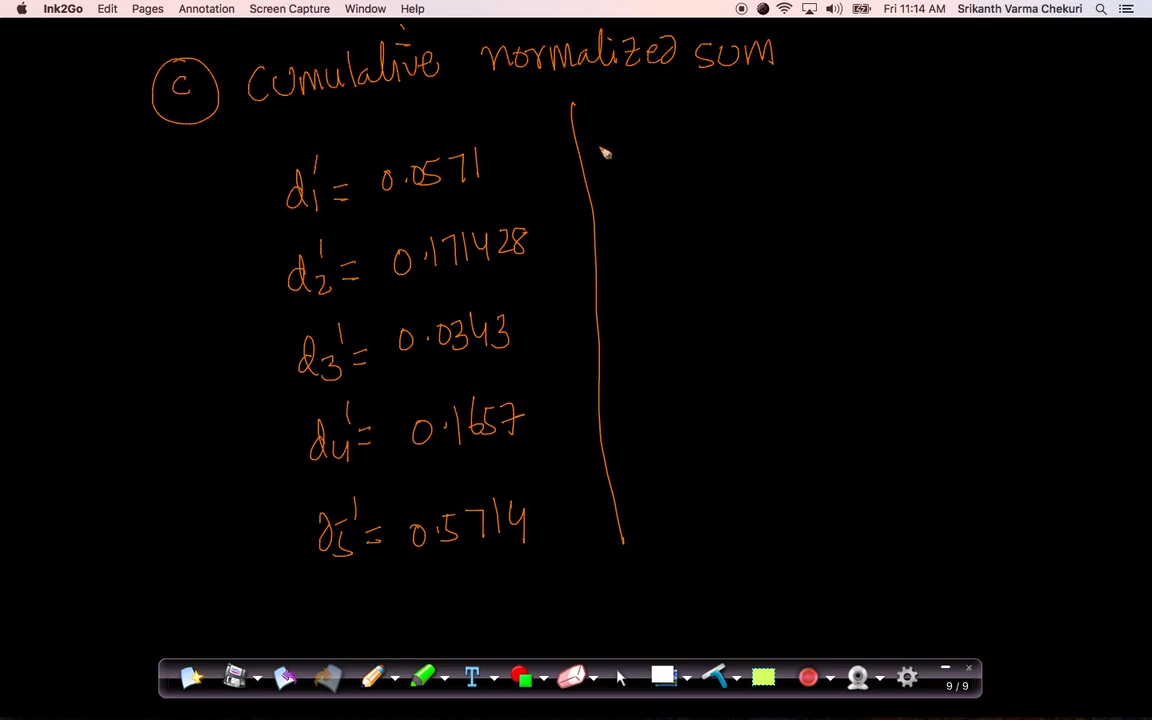 Ink2Go Edit Pages Annotation Screen Capture Window Help Fri 11:14 AM Srikanth Varma Chekuri
C cumulative normalized sum
d1' = 0.0571
d2' = 0.171428
d3' = 0.0343
d4' = 0.1657
d5' = 0.5714
T
9 / 9